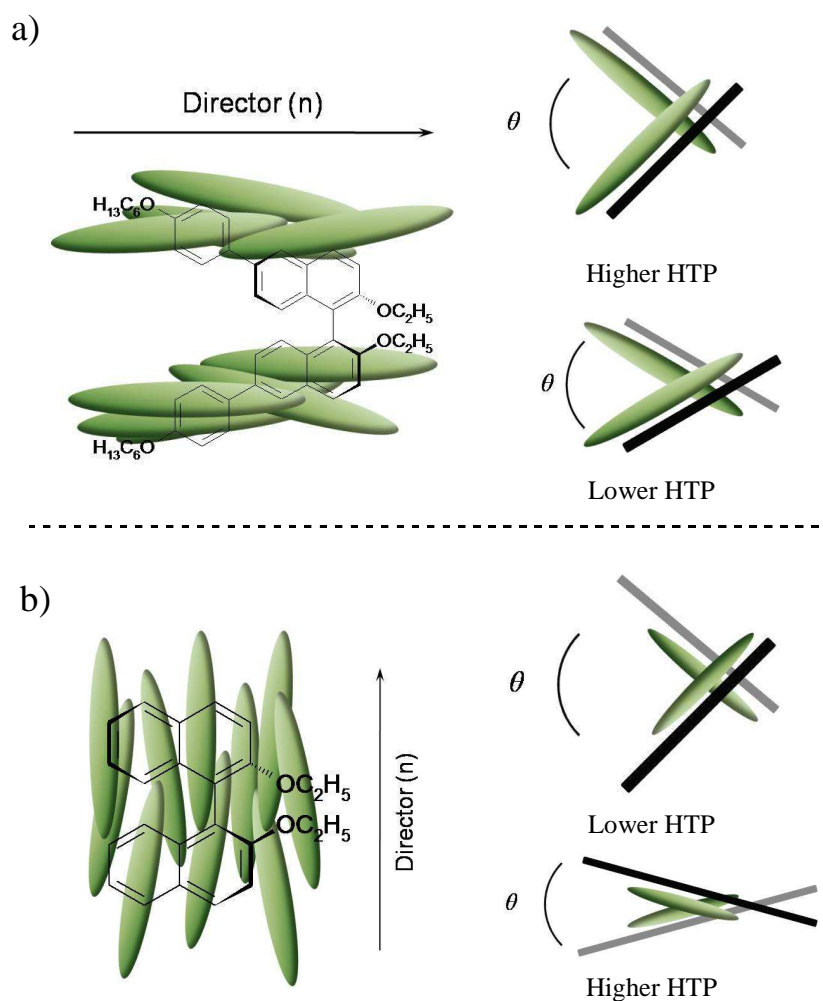 a)
Director (n)
θ
H₁₃C₆O
OC₂H₅
OC₂H₅
H₁₃C₆O
Higher HTP
θ
Lower HTP
b)
θ
OC₂H₅
OC₂H₅
Director (n)
Lower HTP
θ
Higher HTP